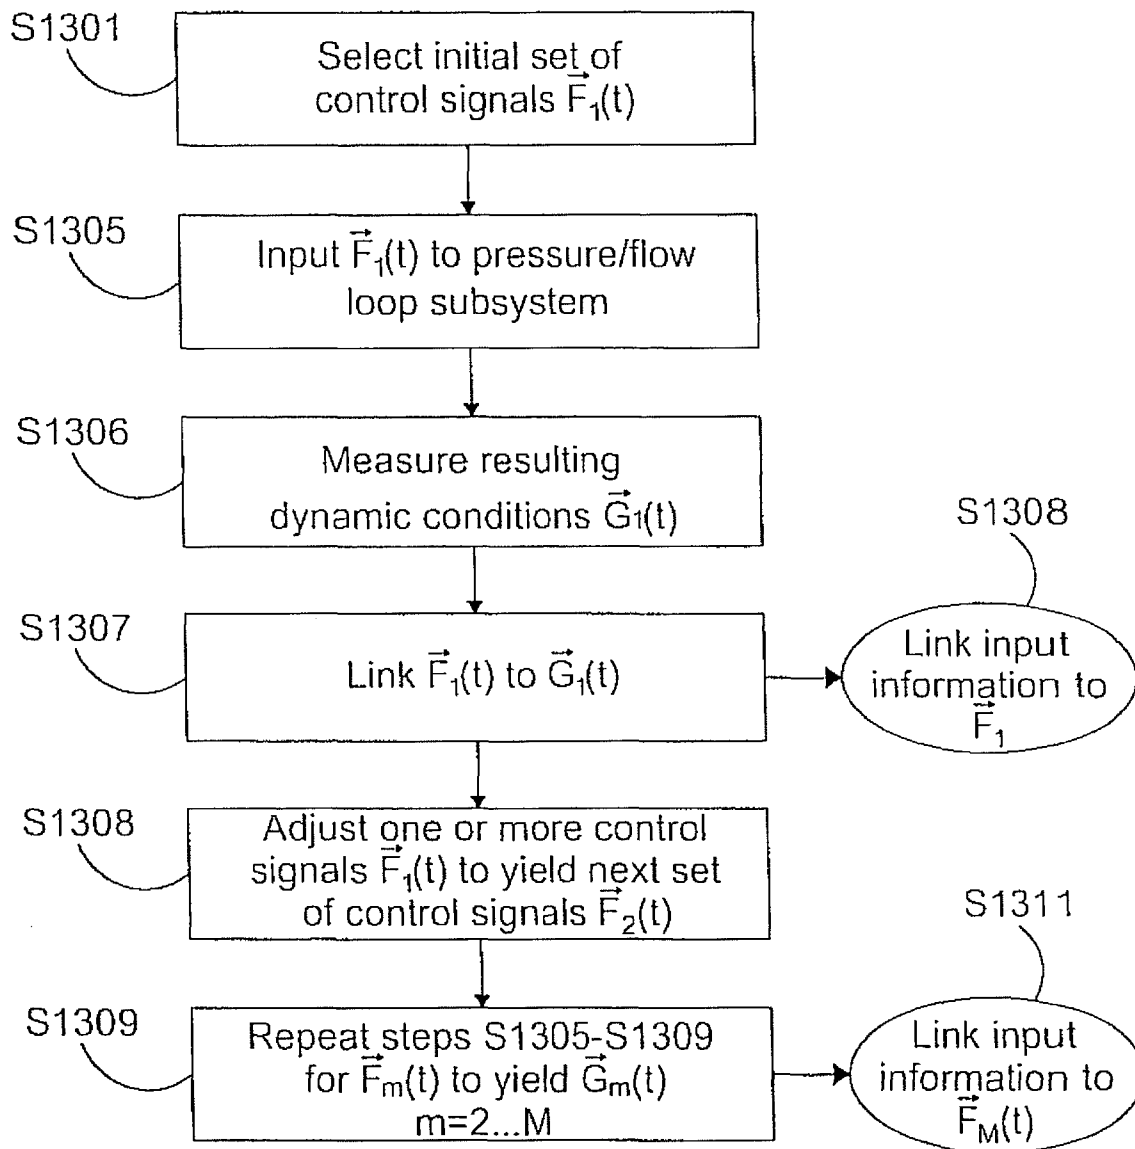 S1301
Select initial set of
control signals F⃗₁(t)
S1305
Input F⃗₁(t) to pressure/flow
loop subsystem
S1306
Measure resulting
dynamic conditions G⃗₁(t)
S1308
S1307
Link F⃗₁(t) to G⃗₁(t)
Link input
information to
F⃗₁
S1308
Adjust one or more control
signals F⃗₁(t) to yield next set
of control signals F⃗₂(t)
S1311
S1309
Repeat steps S1305-S1309
for F⃗ₘ(t) to yield G⃗ₘ(t)
m=2...M
Link input
information to
F⃗_M(t)